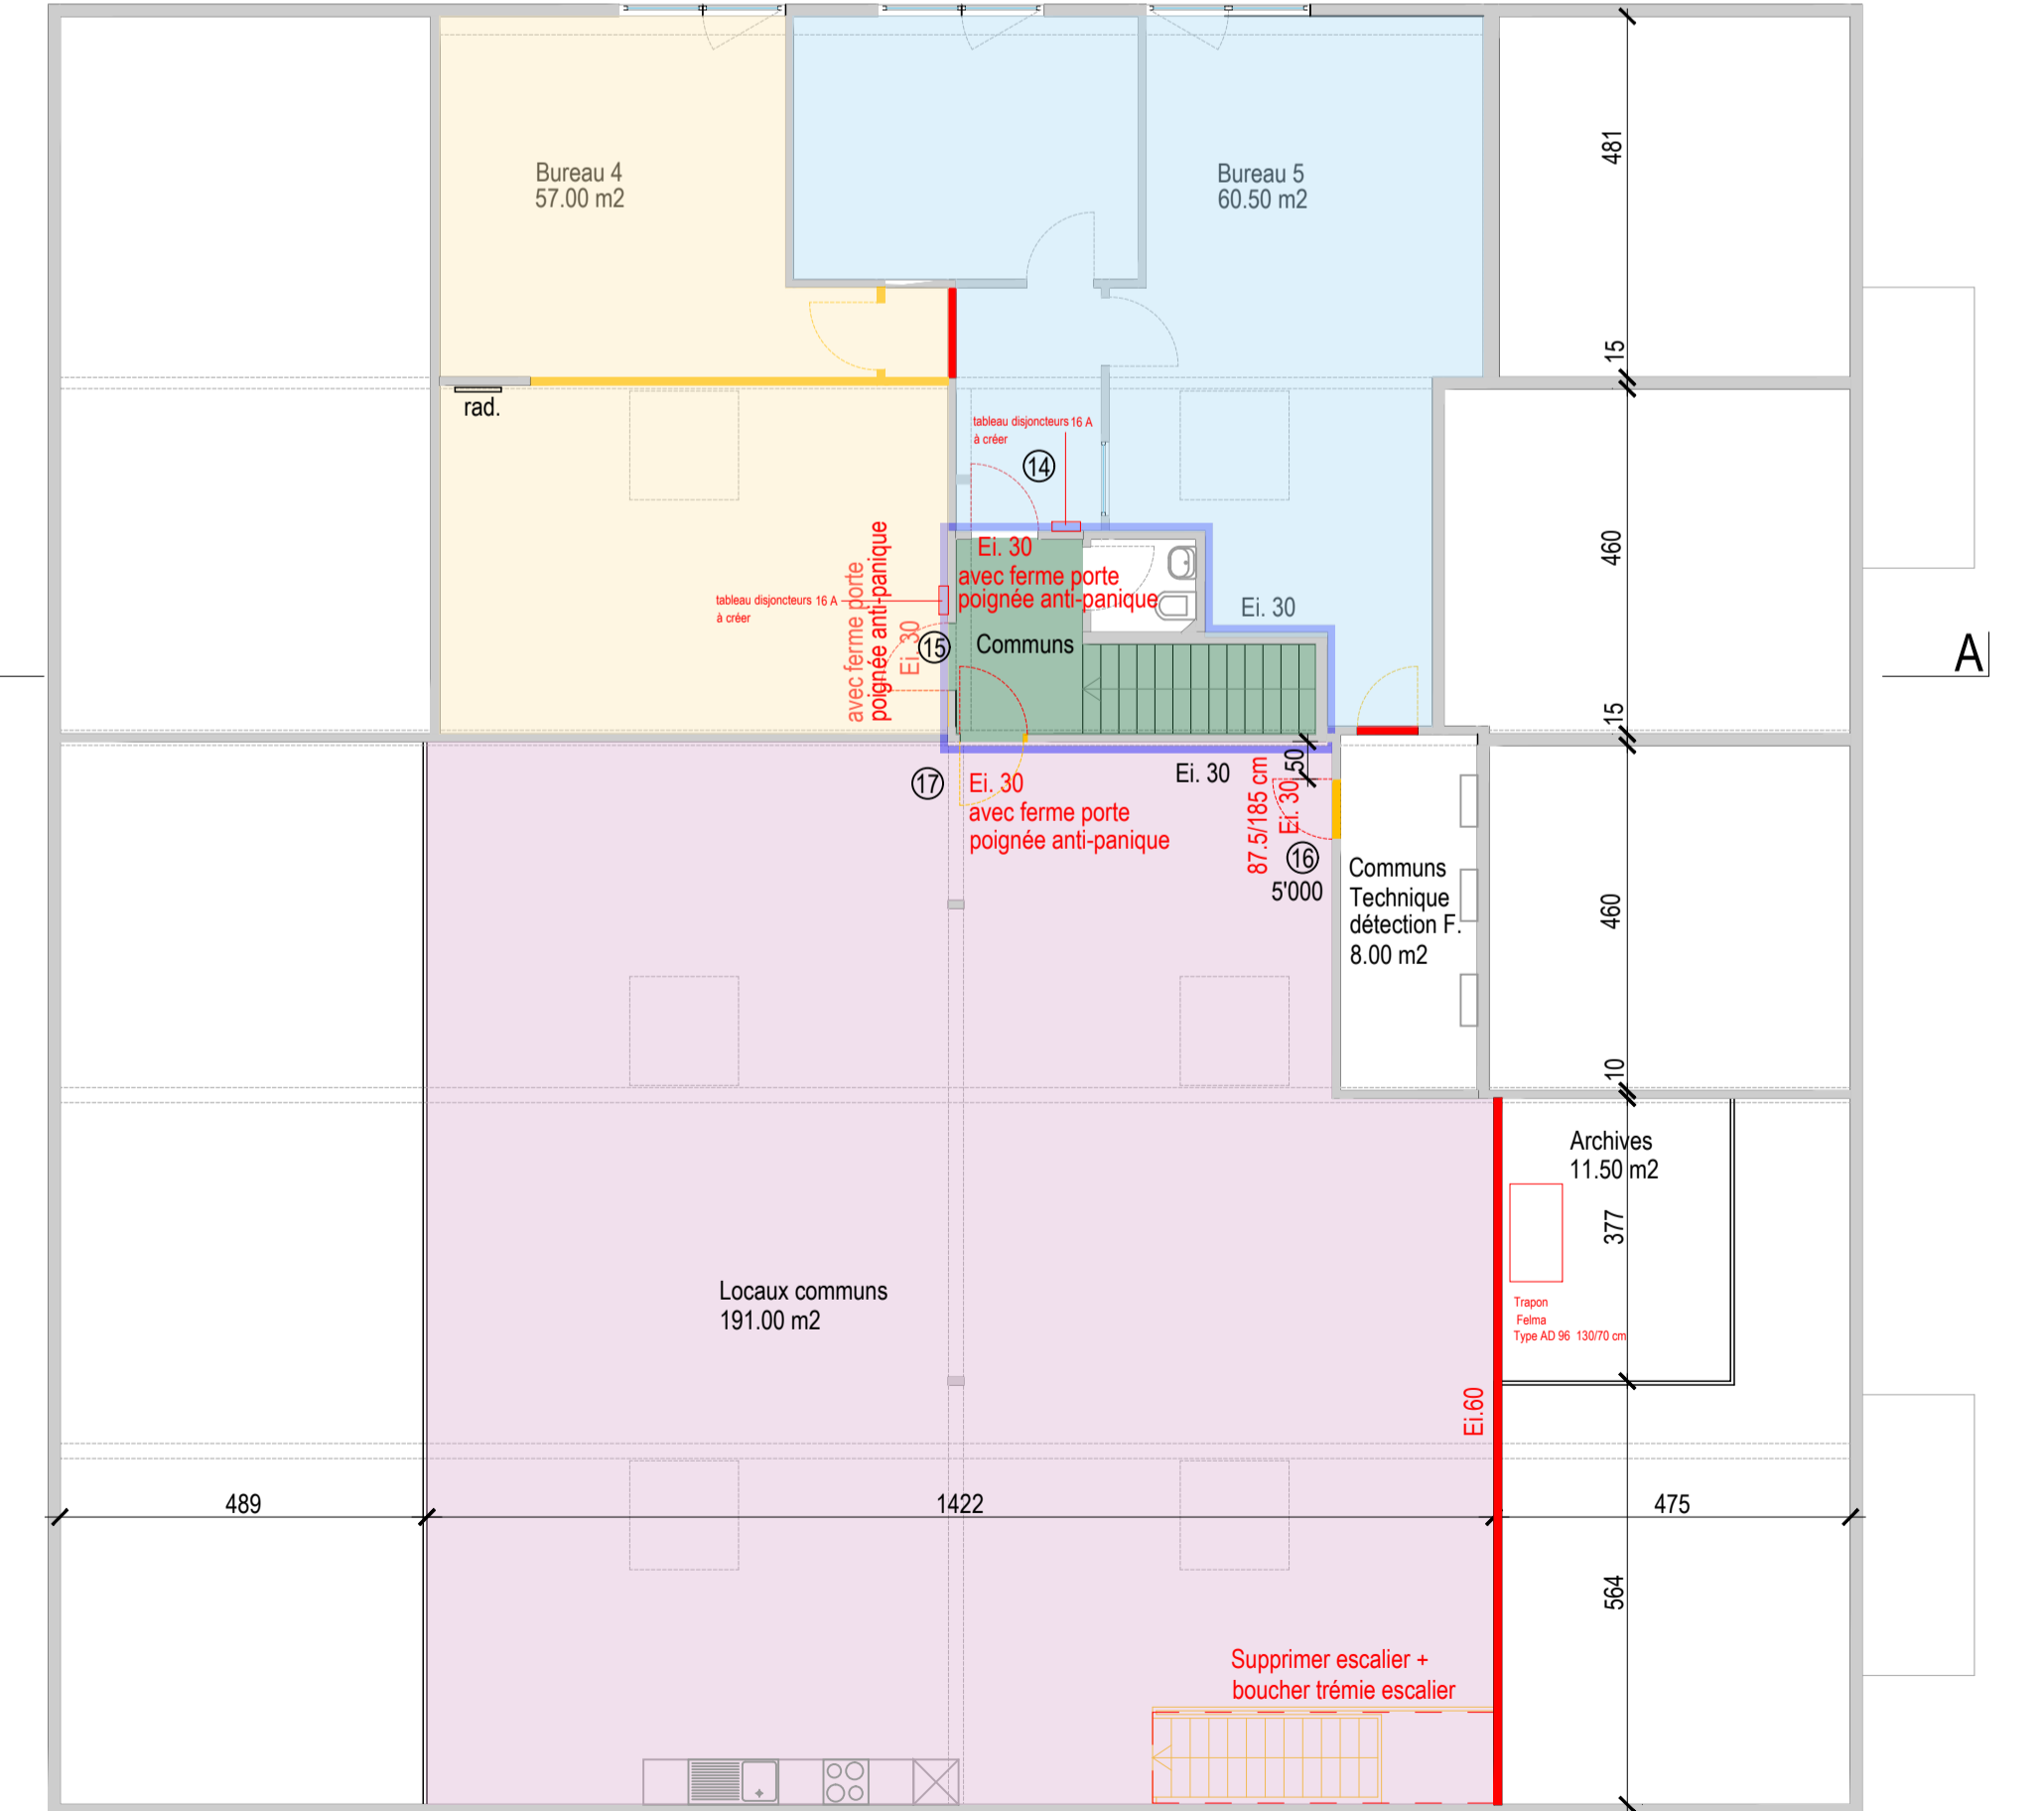 Bureau 4
57.00 m2
Bureau 5
60.50 m2
481
15
rad.
tableau disjoncteurs 16 A
à créer
14
460
Ei. 30
avec ferme porte
poignée anti-panique
avec ferme porte
poignée anti-panique
Ei. 30
tableau disjoncteurs 16 A
à créer
15
Communs
Ei. 30
A
15
17
Ei. 30
avec ferme porte
poignée anti-panique
Ei. 30
50
87.5/185 cm
Ei. 30
16
5'000
Communs
Technique
détection F.
8.00 m2
460
10
Archives
11.50 m2
377
Trapon
Felma
Type AD 96 130/70 cm
Locaux communs
191.00 m2
Ei.60
489
1422
475
564
Supprimer escalier +
boucher trémie escalier